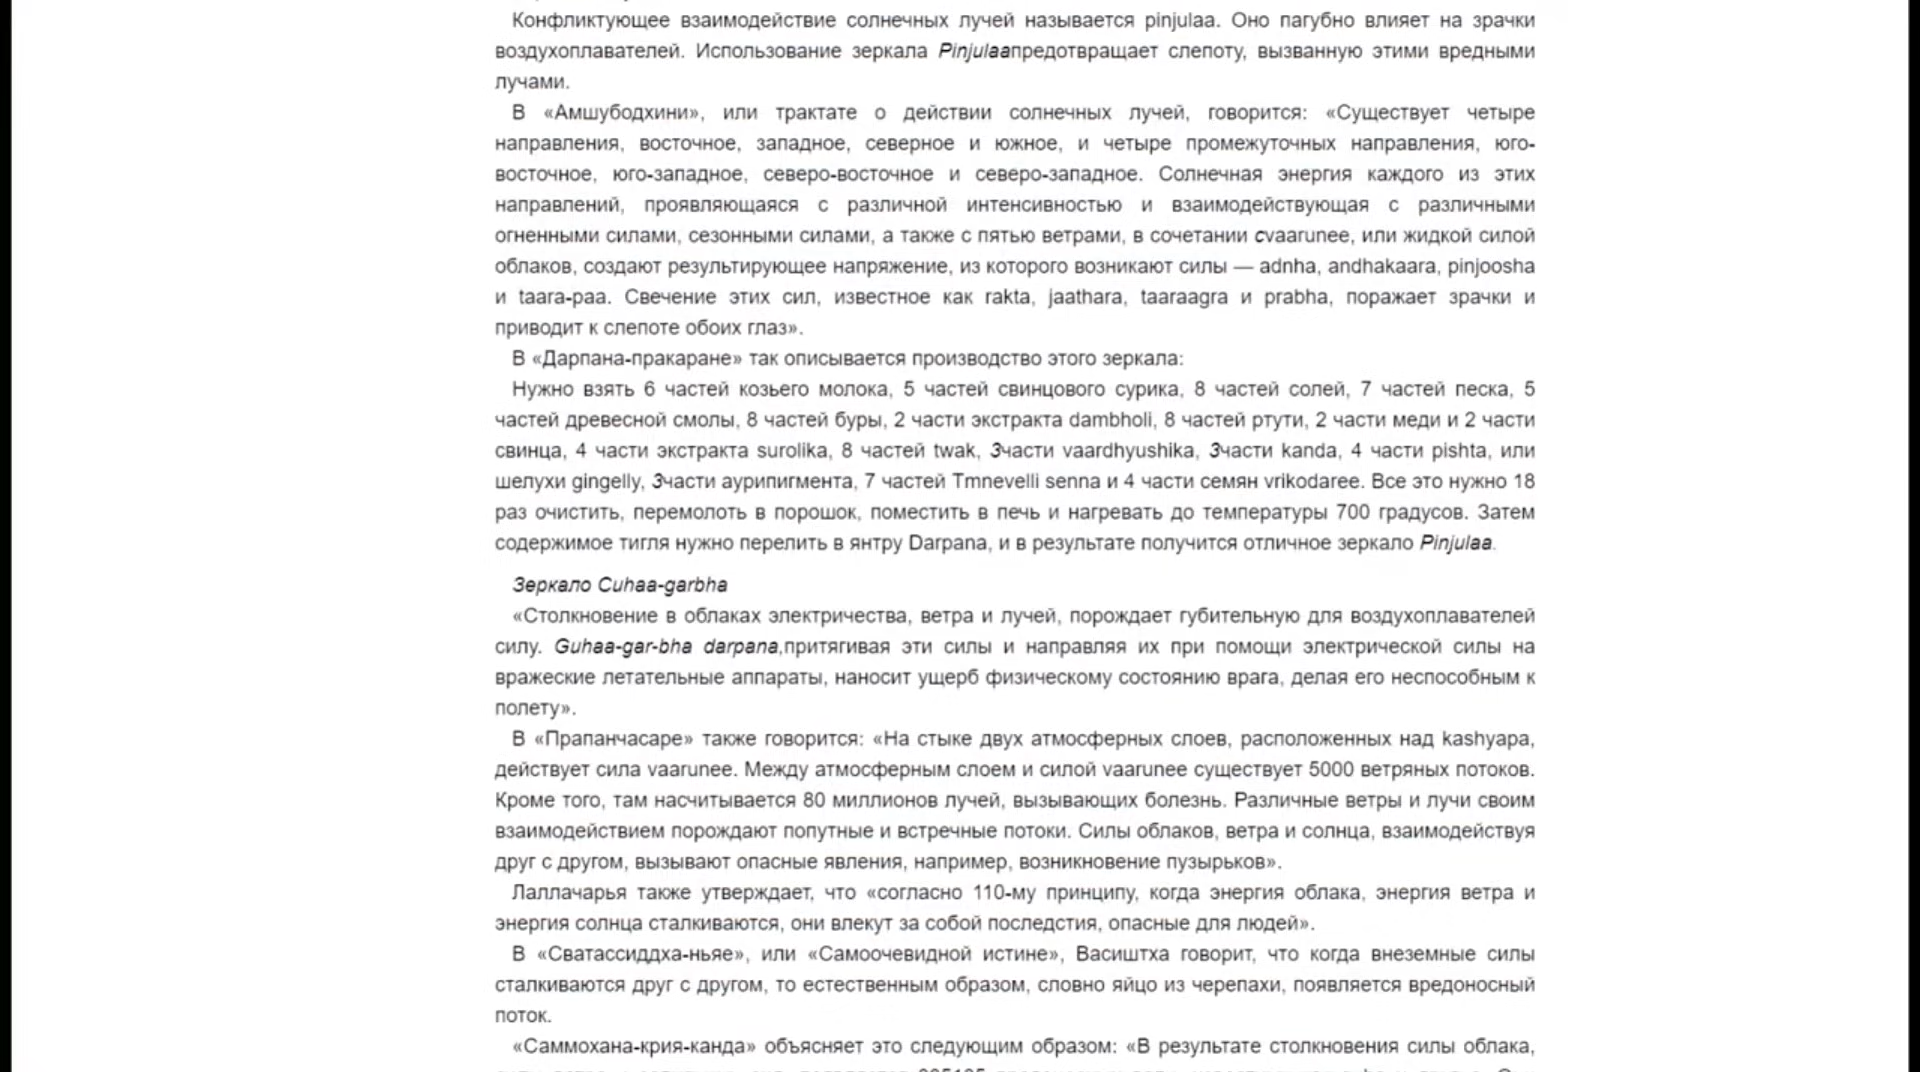 Конфликтующее взаимодействие солнечных лучей называется pinjulaa. Оно пагубно влияет на зрачки
воздухоплавателей. Использование зеркала Pinjulaaпредотвращает слепоту, вызванную этими вредными
лучами.
В «Амшубодхини», или трактате о действии солнечных лучей, говорится: «Существует четыре
направления, восточное, западное, северное и южное, и четыре промежуточных направления, юго-
восточное, юго-западное, северо-восточное и северо-западное. Солнечная энергия каждого из этих
направлений, проявляющаяся с различной интенсивностью и взаимодействующая с различными
огненными силами, сезонными силами, а также с пятью ветрами, в сочетании сvaarunee, или жидкой силой
облаков, создают результирующее напряжение, из которого возникают силы — adnha, andhakaara, pinjoosha
и taara-paa. Свечение этих сил, известное как rakta, jaathara, taaraagra и prabha, поражает зрачки и
приводит к слепоте обоих глаз».
В «Дарпана-пракаране» так описывается производство этого зеркала:
Нужно взять 6 частей козьего молока, 5 частей свинцового сурика, 8 частей солей, 7 частей песка, 5
частей древесной смолы, 8 частей буры, 2 части экстракта dambholi, 8 частей ртути, 2 части меди и 2 части
свинца, 4 части экстракта surolika, 8 частей twak, 3части vaardhyushika, 3части kanda, 4 части pishta, или
шелухи gingelly, 3части аурипигмента, 7 частей Tmnevelli senna и 4 части семян vrikodaree. Все это нужно 18
раз очистить, перемолоть в порошок, поместить в печь и нагревать до температуры 700 градусов. Затем
содержимое тигля нужно перелить в янтру Darpana, и в результате получится отличное зеркало Pinjulaa.
Зеркало Cuhaa-garbha
«Столкновение в облаках электричества, ветра и лучей, порождает губительную для воздухоплавателей
силу. Guhaa-gar-bha darpana,притягивая эти силы и направляя их при помощи электрической силы на
вражеские летательные аппараты, наносит ущерб физическому состоянию врага, делая его неспособным к
полету».
В «Прапанчасаре» также говорится: «На стыке двух атмосферных слоев, расположенных над kashyapa,
действует сила vaarunee. Между атмосферным слоем и силой vaarunee существует 5000 ветряных потоков.
Кроме того, там насчитывается 80 миллионов лучей, вызывающих болезнь. Различные ветры и лучи своим
взаимодействием порождают попутные и встречные потоки. Силы облаков, ветра и солнца, взаимодействуя
друг с другом, вызывают опасные явления, например, возникновение пузырьков».
Лаллачарья также утверждает, что «согласно 110-му принципу, когда энергия облака, энергия ветра и
энергия солнца сталкиваются, они влекут за собой последстия, опасные для людей».
В «Сватассиддха-ньяе», или «Самоочевидной истине», Васиштха говорит, что когда внеземные силы
сталкиваются друг с другом, то естественным образом, словно яйцо из черепахи, появляется вредоносный
поток.
«Саммохана-крия-канда» объясняет это следующим образом: «В результате столкновения силы облака,